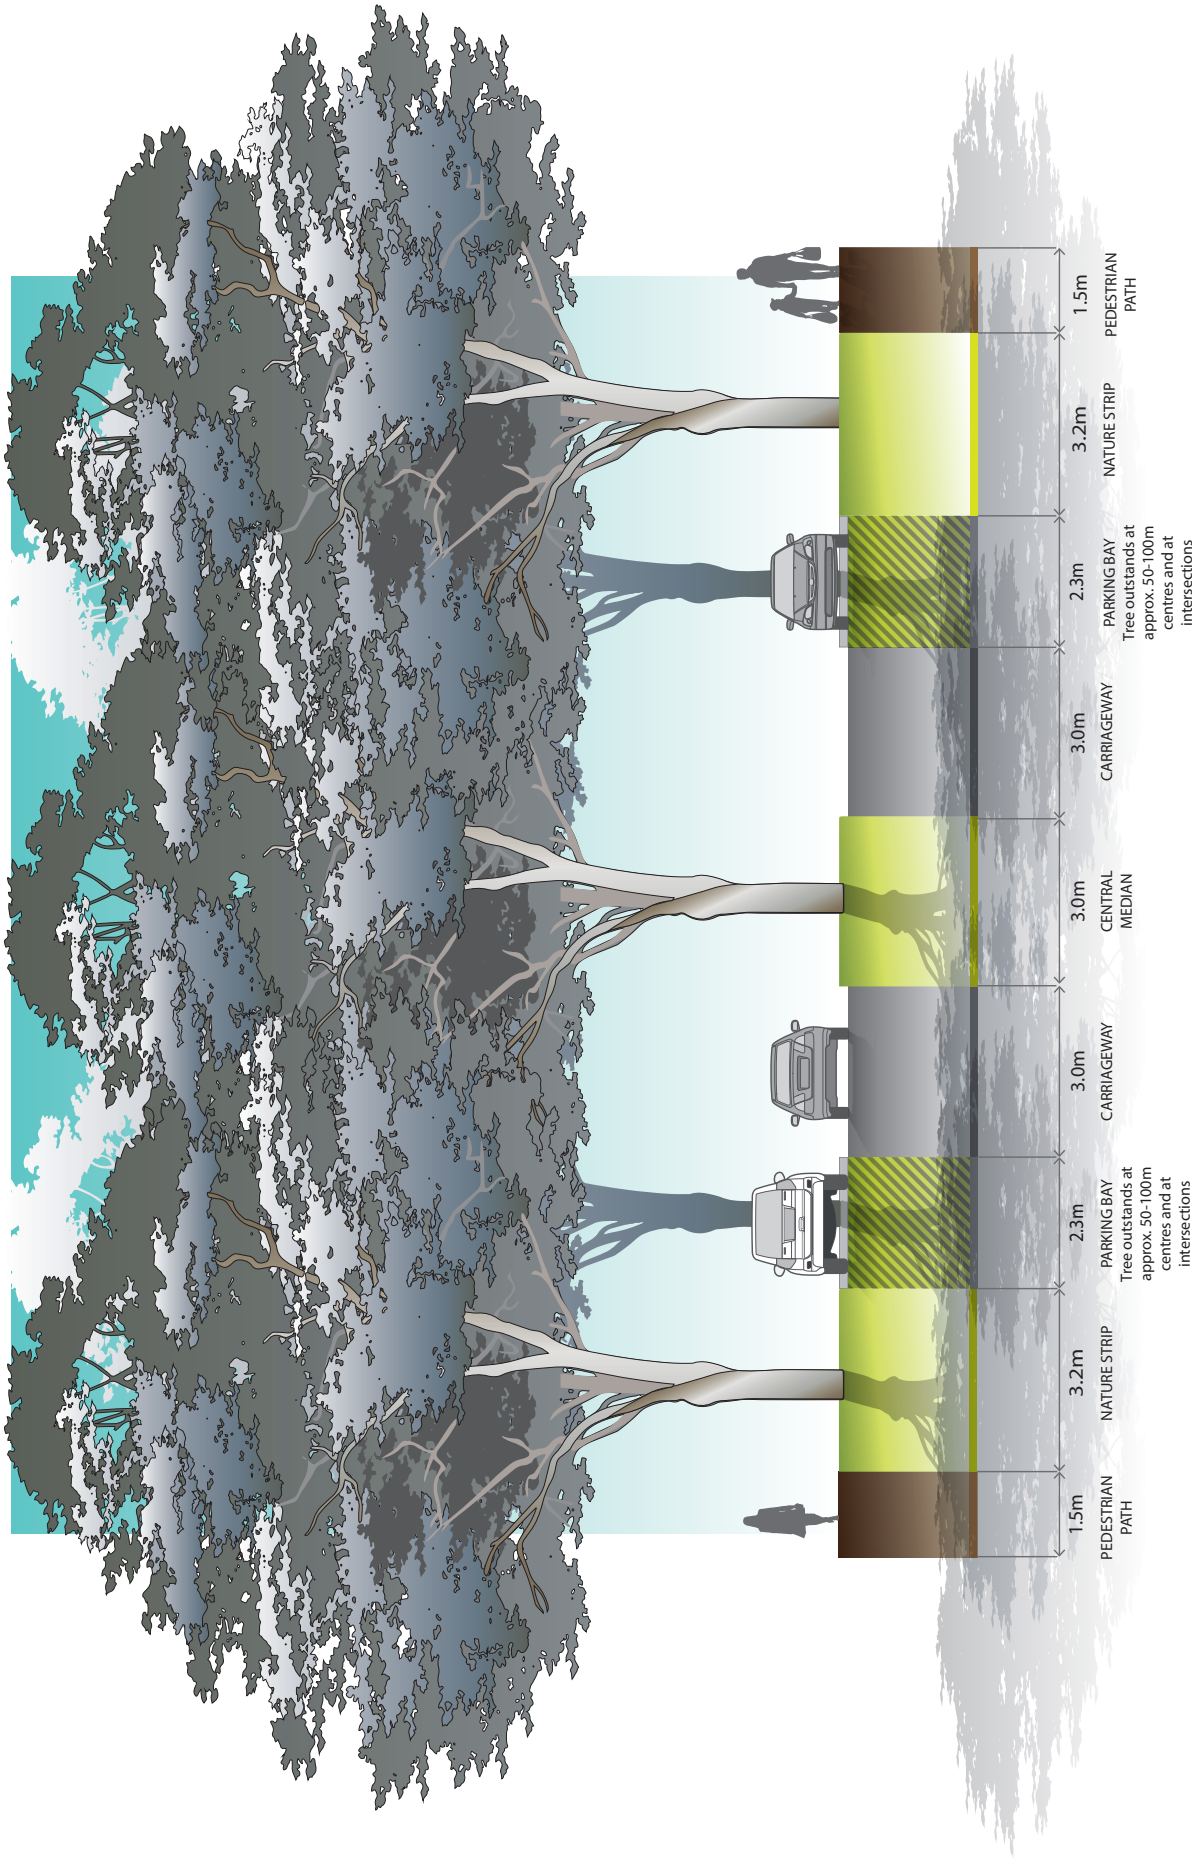 1.5m
PEDESTRIAN
PATH
3.2m
NATURE STRIP
2.3m
PARKING BAY
Tree outstands at
approx. 50-100m
centres and at
intersections
3.0m
CARRIAGEWAY
3.0m
CENTRAL
MEDIAN
3.0m
CARRIAGEWAY
2.3m
PARKING BAY
Tree outstands at
approx. 50-100m
centres and at
intersections
3.2m
NATURE STRIP
1.5m
PEDESTRIAN
PATH